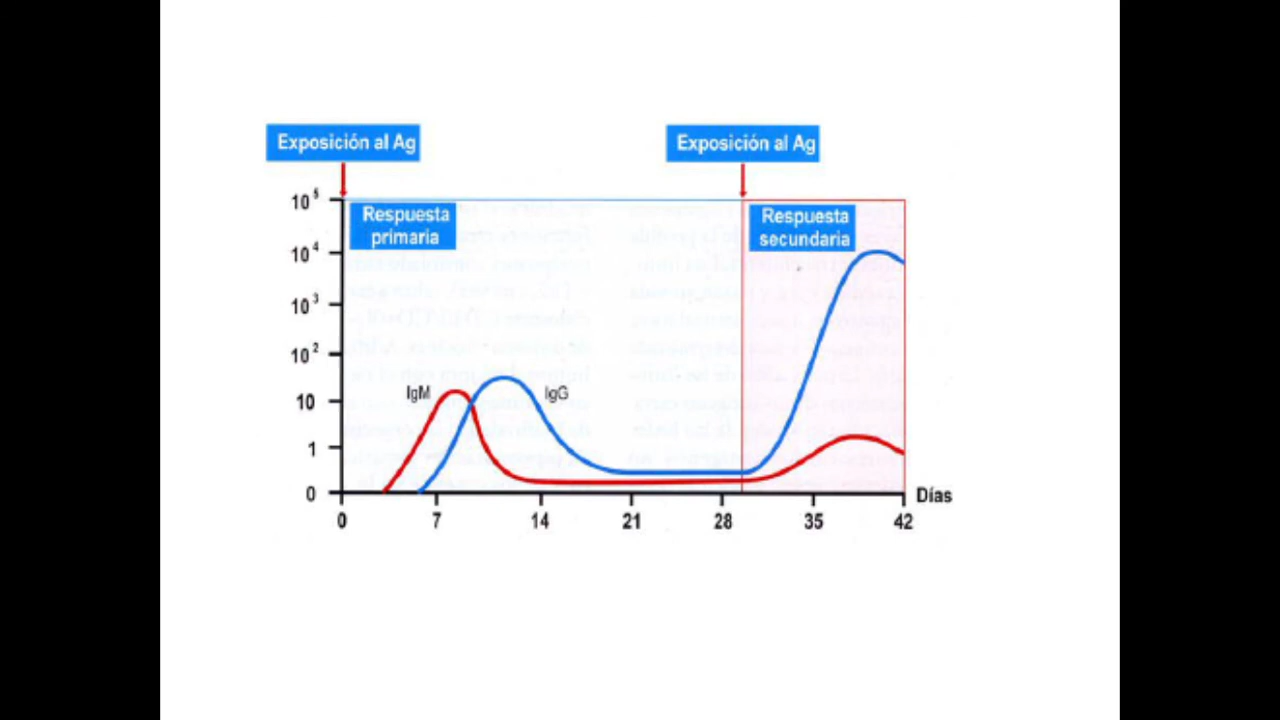 Exposición al Ag
Exposición al Ag
10⁵
Respuesta
primaria
Respuesta
secundaria
10⁴
10³
10²
10
1
0
IgM
IgG
Días
0 7 14 21 28 35 42